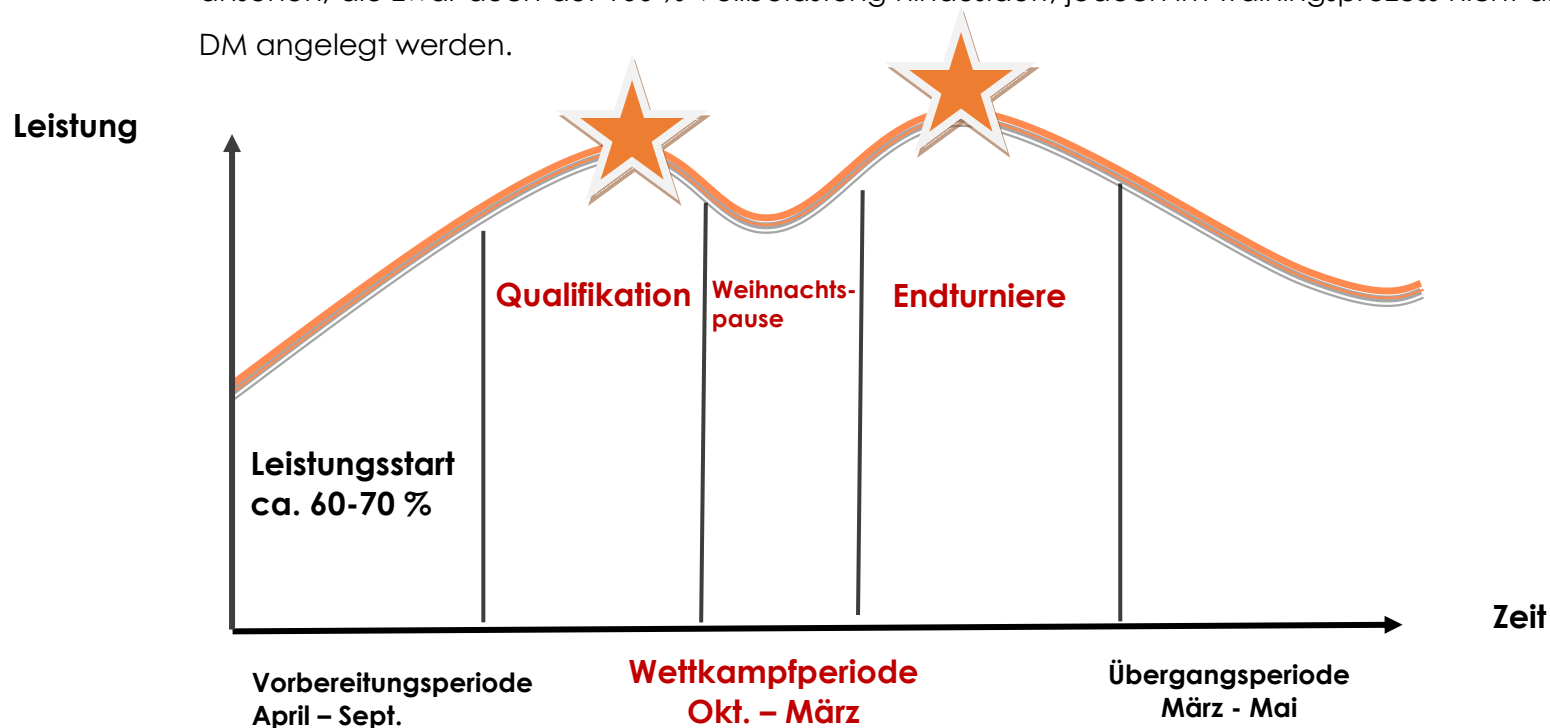 DM angelegt werden.
Leistung
Qualifikation
Weihnachts-
pause
Endturniere
Leistungsstart
ca. 60-70 %
Zeit
Vorbereitungsperiode
April – Sept.
Wettkampfperiode
Okt. – März
Übergangsperiode
März - Mai